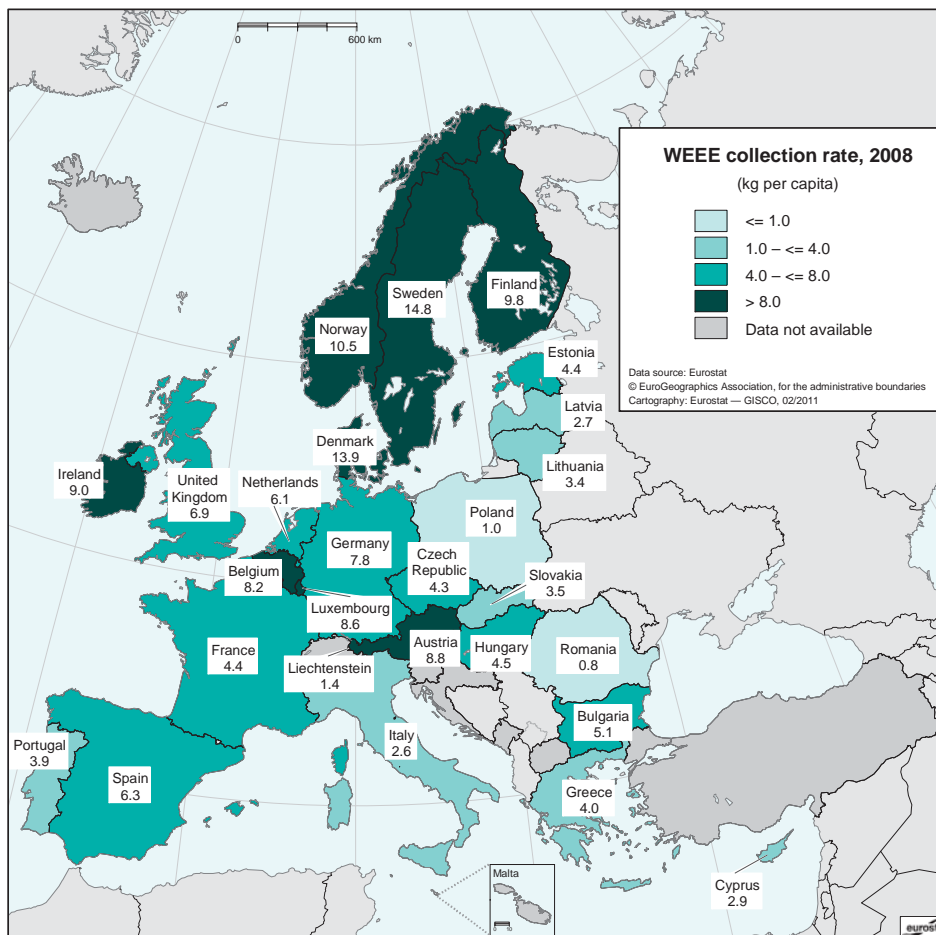 0 600 km
WEEE collection rate, 2008
(kg per capita)
<= 1.0
1.0 – <= 4.0
4.0 – <= 8.0
> 8.0
Data not available
Data source: Eurostat
© EuroGeographics Association, for the administrative boundaries
Cartography: Eurostat — GISCO, 02/2011
Finland
9.8
Sweden
14.8
Norway
10.5
Estonia
4.4
Latvia
2.7
Denmark
13.9
Lithuania
3.4
Ireland
9.0
United
Kingdom
6.9
Netherlands
6.1
Poland
1.0
Germany
7.8
Czech
Republic
4.3
Belgium
8.2
Slovakia
3.5
Luxembourg
8.6
France
4.4
Austria
8.8
Hungary
4.5
Romania
0.8
Liechtenstein
1.4
Bulgaria
5.1
Italy
2.6
Portugal
3.9
Spain
6.3
Greece
4.0
Malta
Cyprus
2.9